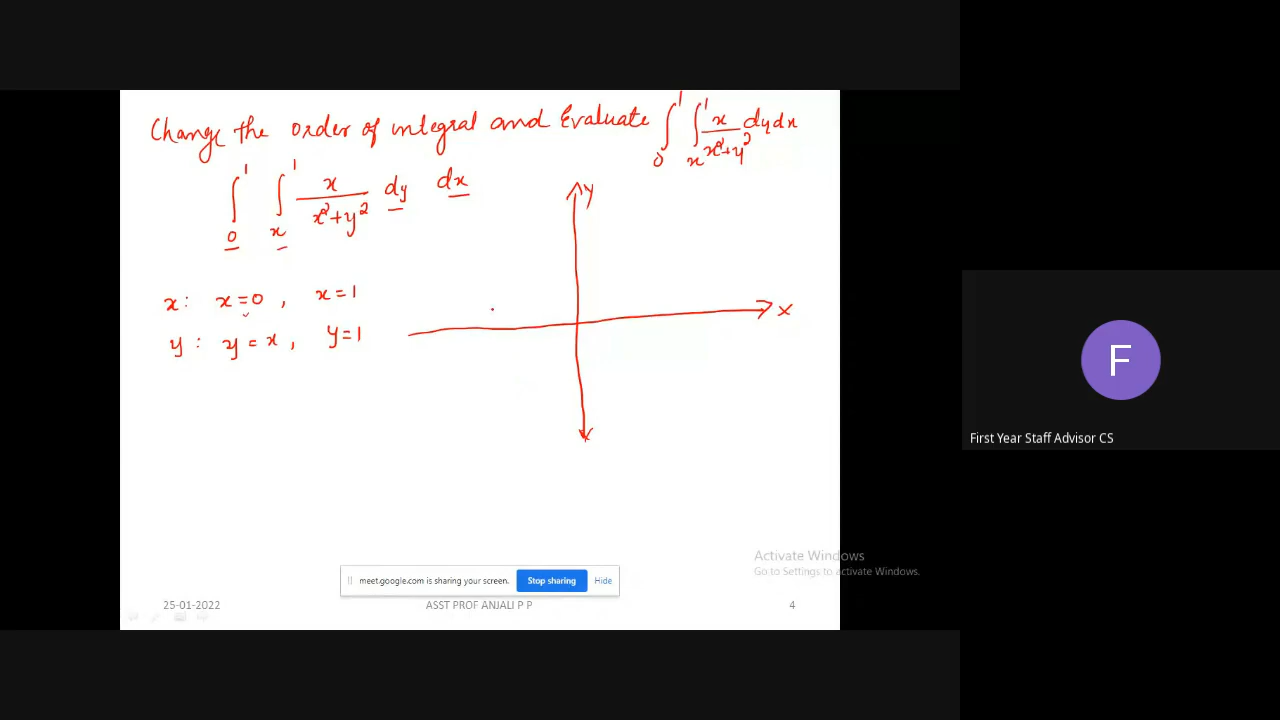 Change the order of integral and Evaluate ∫₀¹ ∫ₓ¹ x/(x²+y²) dy dx
∫₀¹ ∫ₓ¹ x/(x²+y²) dy dx
y
x
x: x=0, x=1
y: y=x, y=1
F
First Year Staff Advisor CS
Activate Windows
Go to Settings to activate Windows.
meet.google.com is sharing your screen. Stop sharing Hide
25-01-2022 ASST PROF ANJALI P P 4